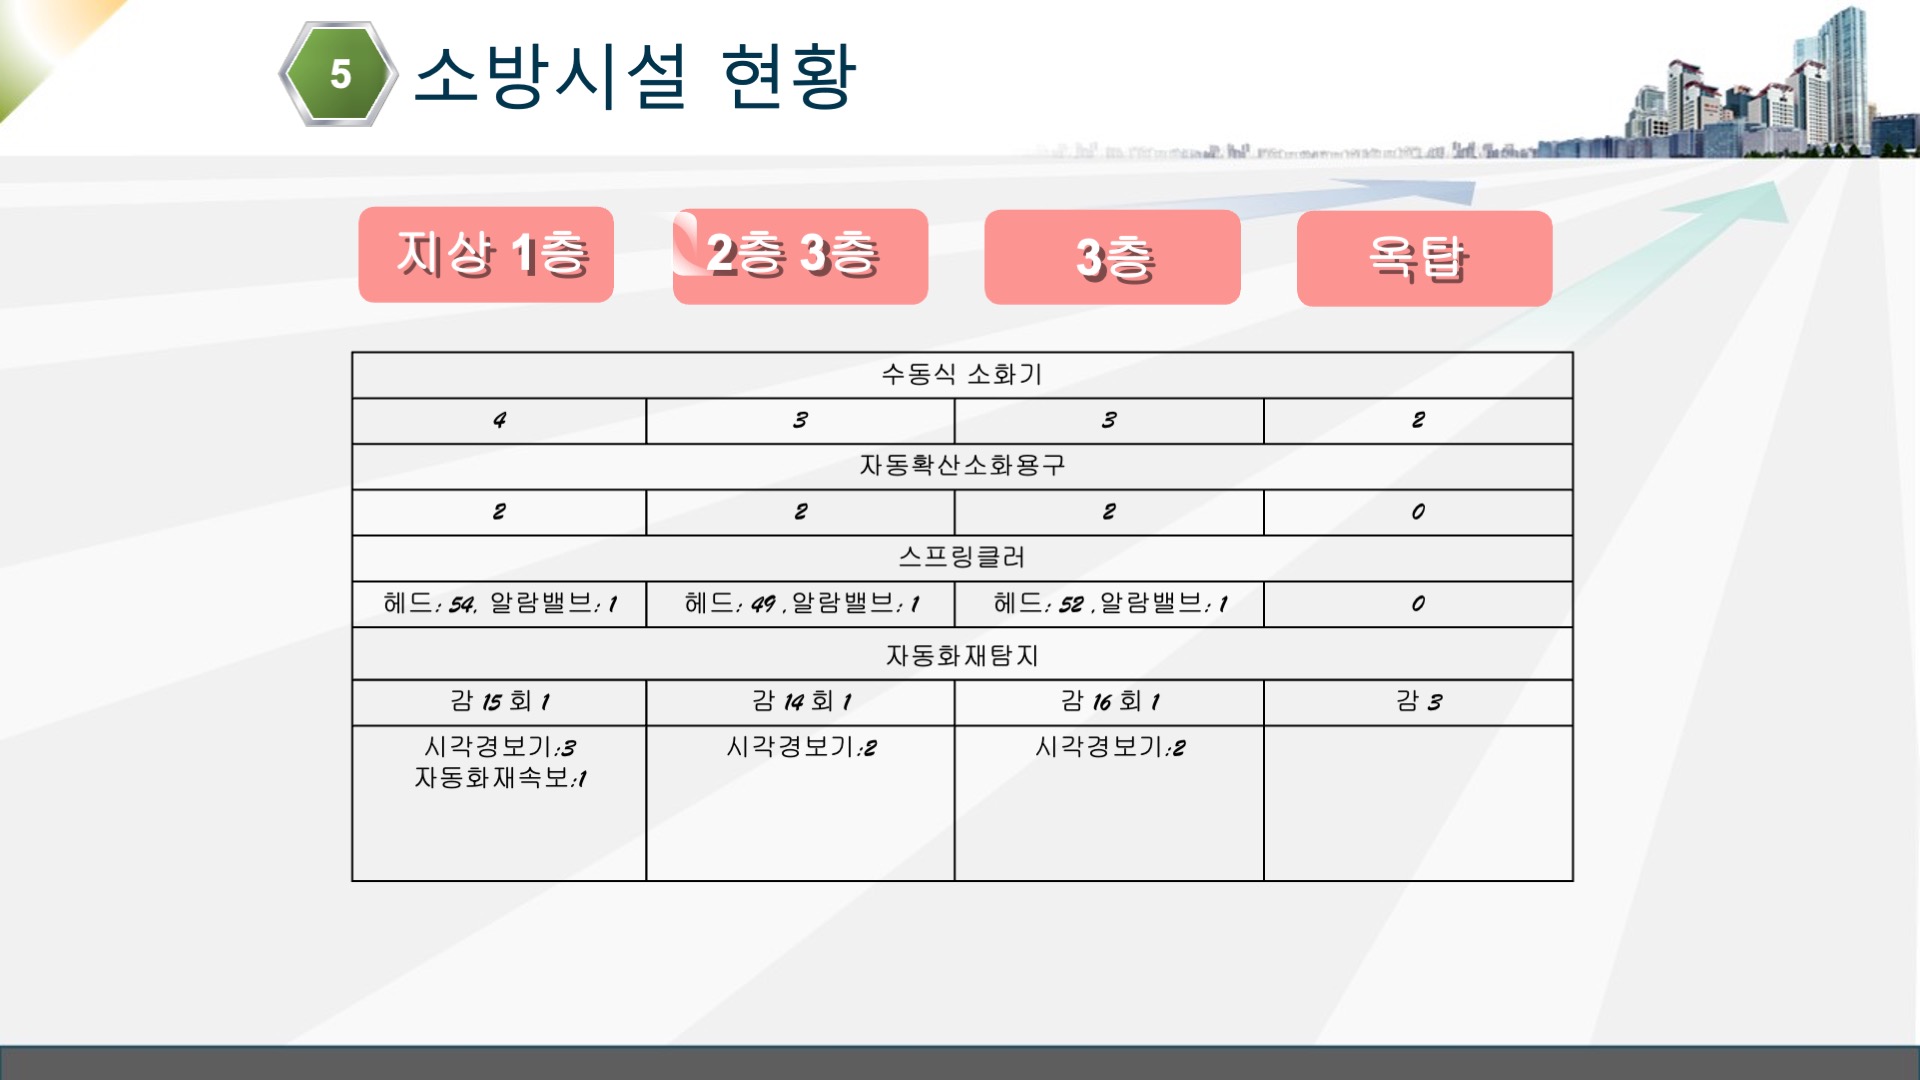 5 소방시설 현황
지상 1층 2층 3층 3층 옥탑
수동식 소화기
4 3 3 2
자동확산소화용구
2 2 2 0
스프링클러
헤드: 54, 알람밸브: 1 헤드: 49 ,알람밸브: 1 헤드: 52 ,알람밸브: 1 0
자동화재탐지
감 15 회 1 감 14 회 1 감 16 회 1 감 3
시각경보기:3 시각경보기:2 시각경보기:2
자동화재속보:1